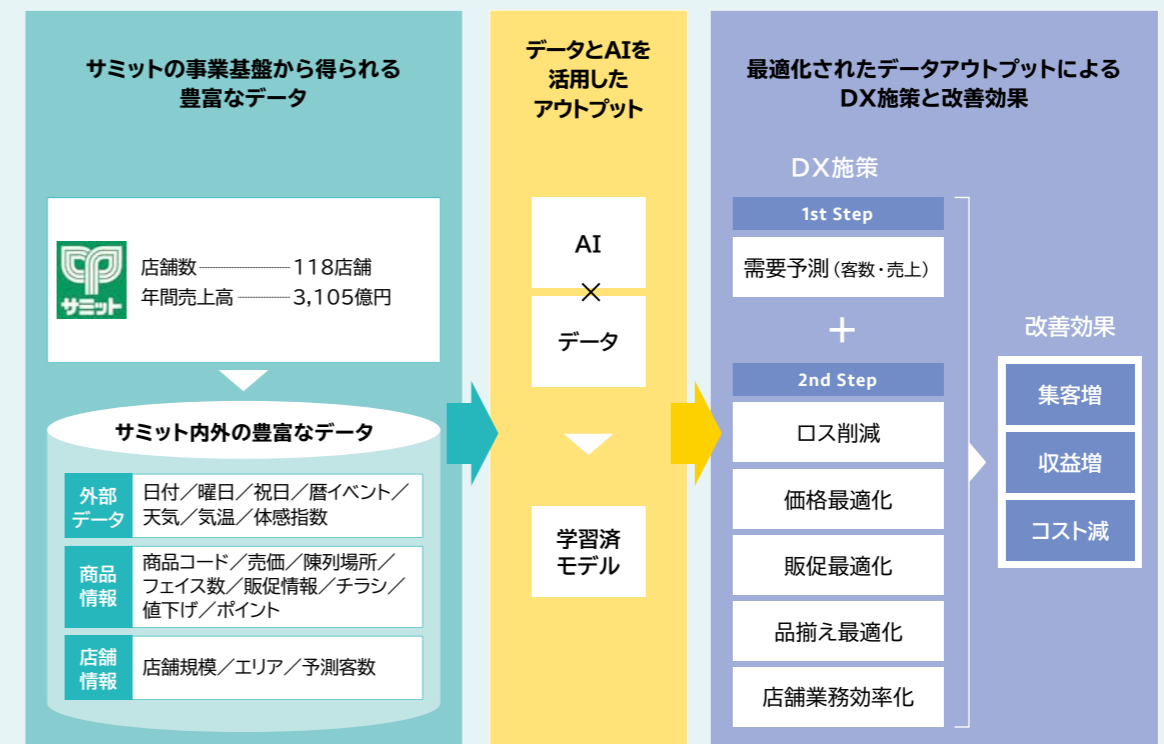 サミットの事業基盤から得られる
豊富なデータ
サミット
店舗数 118店舗
年間売上高 3,105億円
サミット内外の豊富なデータ
外部
データ
日付／曜日／祝日／暦イベント／
天気／気温／体感指数
商品
情報
商品コード／売価／陳列場所／
フェイス数／販促情報／チラシ／
値下げ／ポイント
店舗
情報
店舗規模／エリア／予測客数
データとAIを
活用した
アウトプット
AI
×
データ
学習済
モデル
最適化されたデータアウトプットによる
DX施策と改善効果
DX施策
1st Step
需要予測（客数・売上）
＋
2nd Step
ロス削減
価格最適化
販促最適化
品揃え最適化
店舗業務効率化
改善効果
集客増
収益増
コスト減